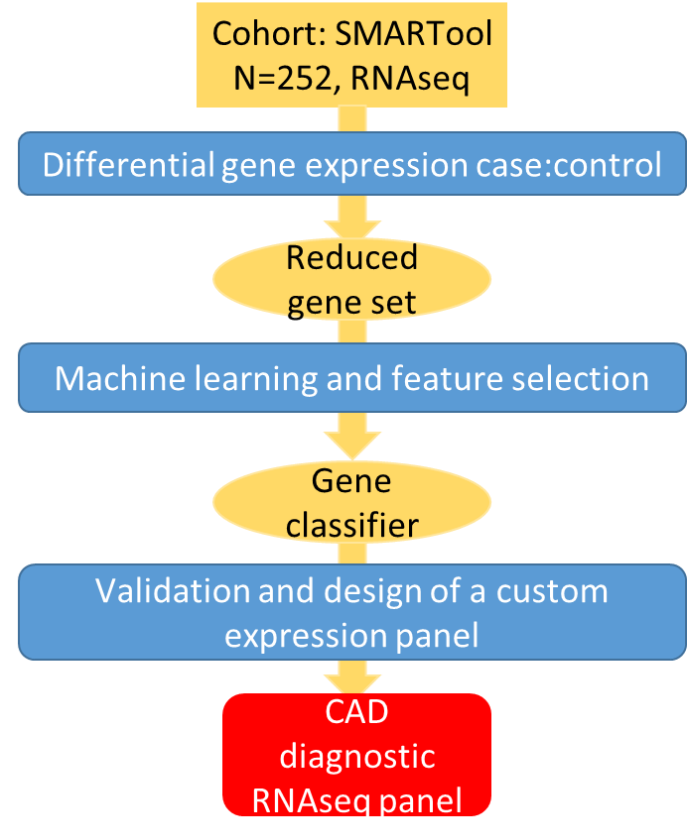 Cohort: SMARTool
N=252, RNAseq
Differential gene expression case:control
Reduced
gene set
Machine learning and feature selection
Gene
classifier
Validation and design of a custom
expression panel
CAD
diagnostic
RNAseq panel